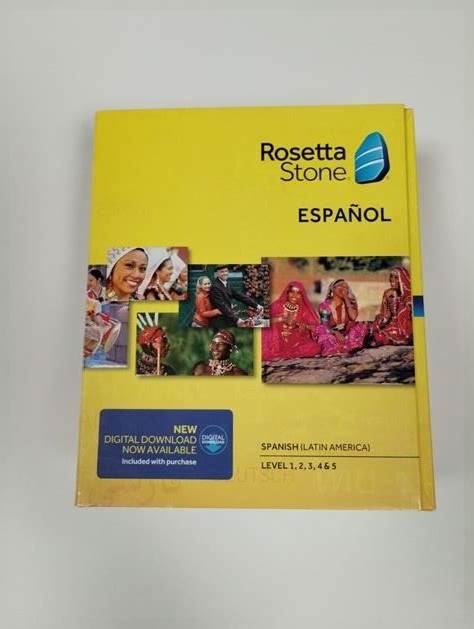 Rosetta
Stone
ESPAÑOL
NEW
DIGITAL DOWNLOAD
NOW AVAILABLE
Included with purchase
DIGITAL
DOWNLOAD
SPANISH (LATIN AMERICA)
LEVEL 1, 2, 3, 4 & 5